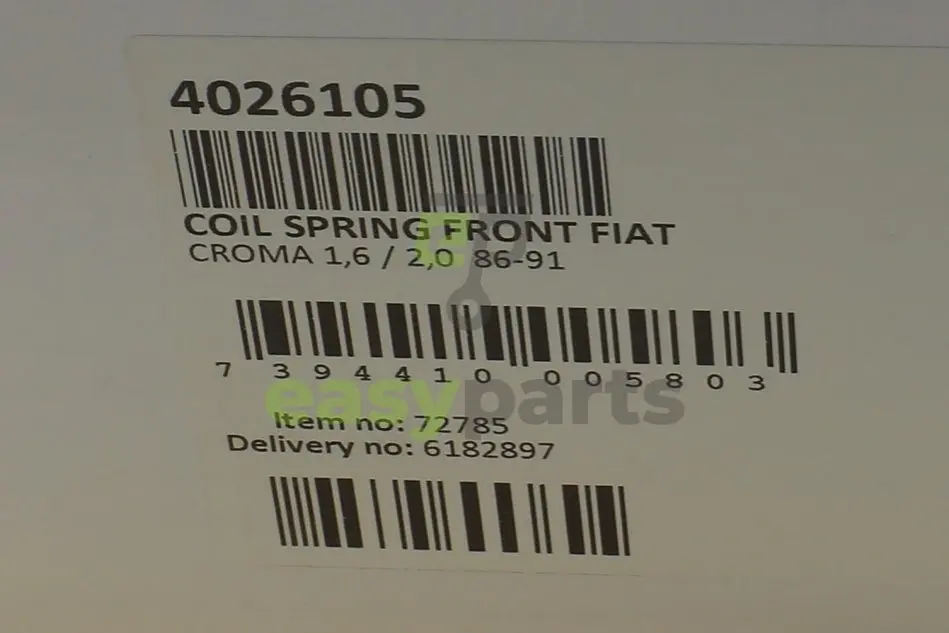 4026105
COIL SPRING FRONT FIAT
CROMA 1,6 / 2,0 86-91
7 394410 005803
easyparts
Item no: 72785
Delivery no: 6182897